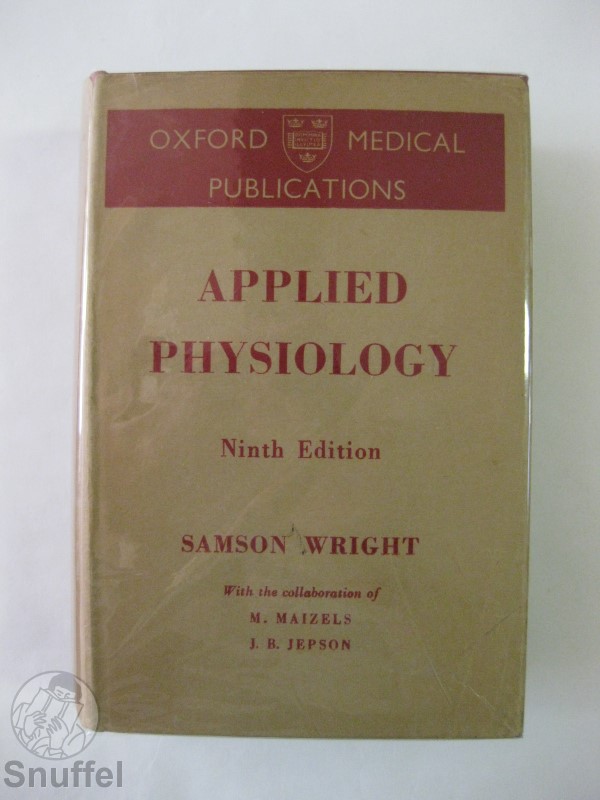 OXFORD MEDICAL
PUBLICATIONS
APPLIED
PHYSIOLOGY
Ninth Edition
SAMSON WRIGHT
With the collaboration of
M. MAIZELS
J. B. JEPSON
Snuffel